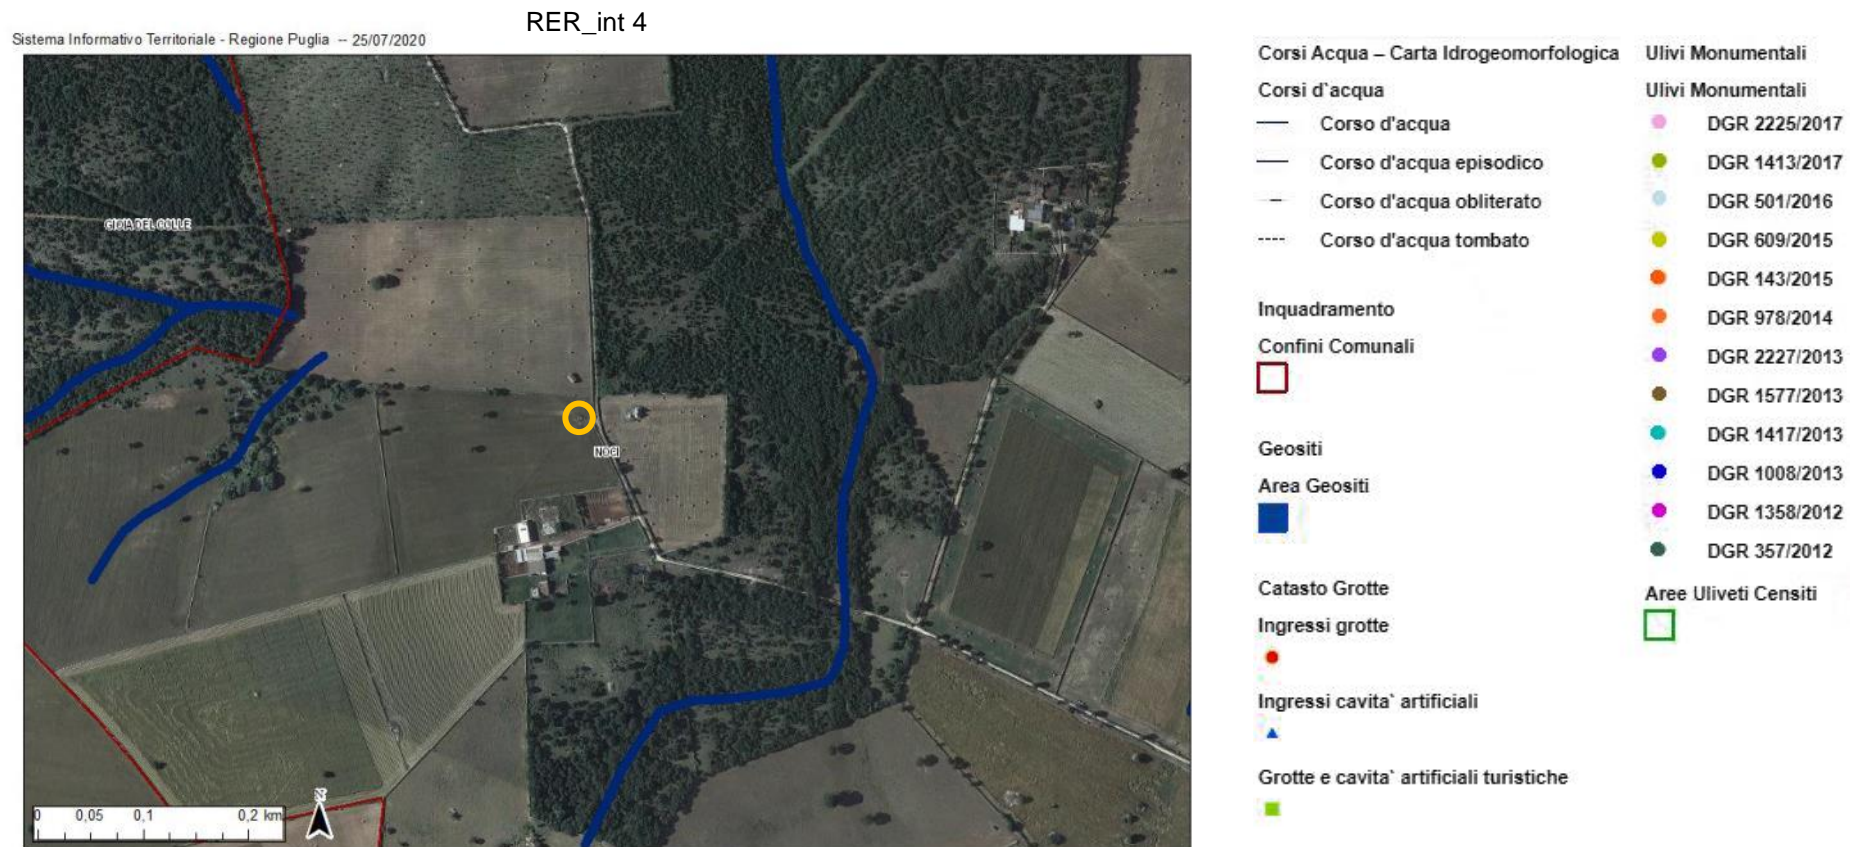 RER_int 4
Sistema Informativo Territoriale - Regione Puglia -- 25/07/2020
GIOIA DEL COLLE
NOCI
0 0,05 0,1 0,2 km
Corsi Acqua – Carta Idrogeomorfologica
Corsi d`acqua
Corso d'acqua
Corso d'acqua episodico
Corso d'acqua obliterato
Corso d'acqua tombato
Inquadramento
Confini Comunali
Geositi
Area Geositi
Catasto Grotte
Ingressi grotte
Ingressi cavita` artificiali
Grotte e cavita` artificiali turistiche
Ulivi Monumentali
Ulivi Monumentali
DGR 2225/2017
DGR 1413/2017
DGR 501/2016
DGR 609/2015
DGR 143/2015
DGR 978/2014
DGR 2227/2013
DGR 1577/2013
DGR 1417/2013
DGR 1008/2013
DGR 1358/2012
DGR 357/2012
Aree Uliveti Censiti